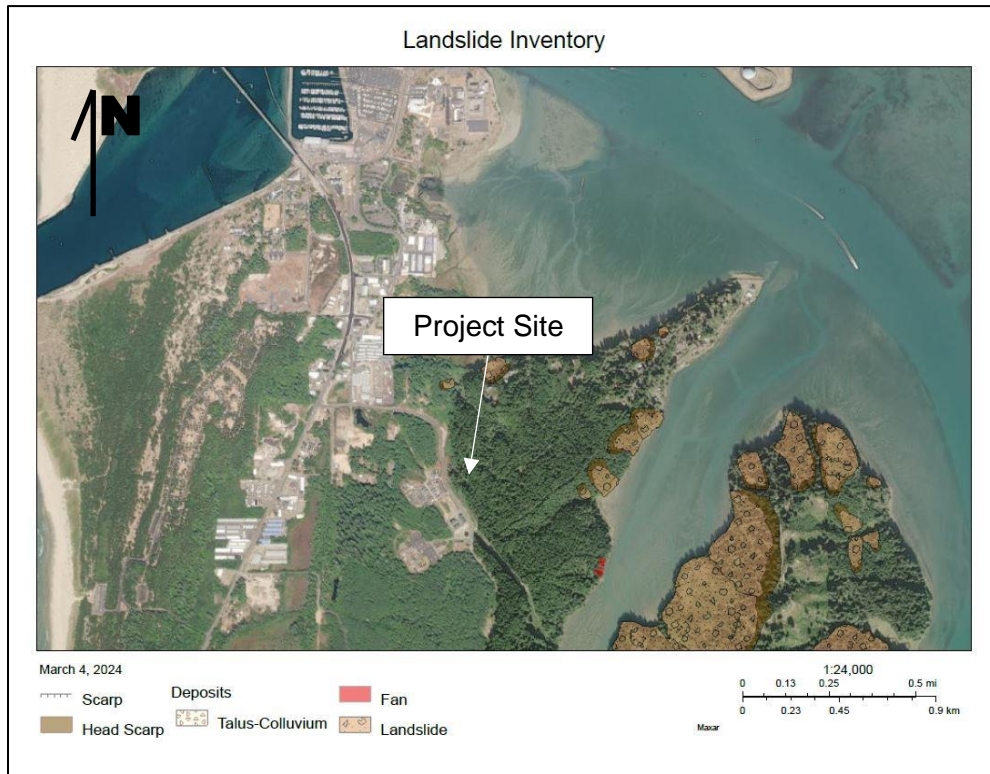 Landslide Inventory
N
Project Site
March 4, 2024
Scarp
Head Scarp
Deposits
Talus-Colluvium
Fan
Landslide
1:24,000
0 0.13 0.25 0.5 mi
0 0.23 0.45 0.9 km
Maxar